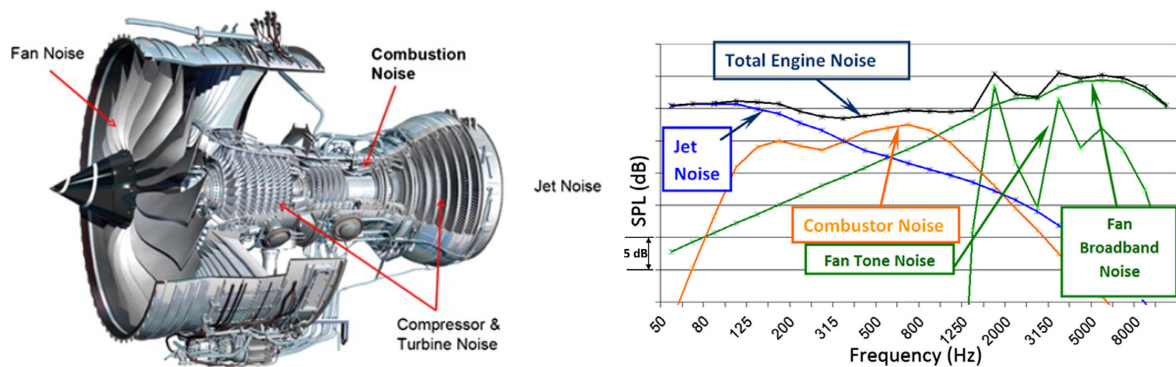 Fan Noise
Combustion
Noise
Jet Noise
Compressor &
Turbine Noise
Total Engine Noise
Jet
Noise
Combustor Noise
Fan Tone Noise
Fan
Broadband
Noise
SPL (dB)
5 dB
50
80
125
200
315
500
800
1250
2000
3150
5000
8000
Frequency (Hz)